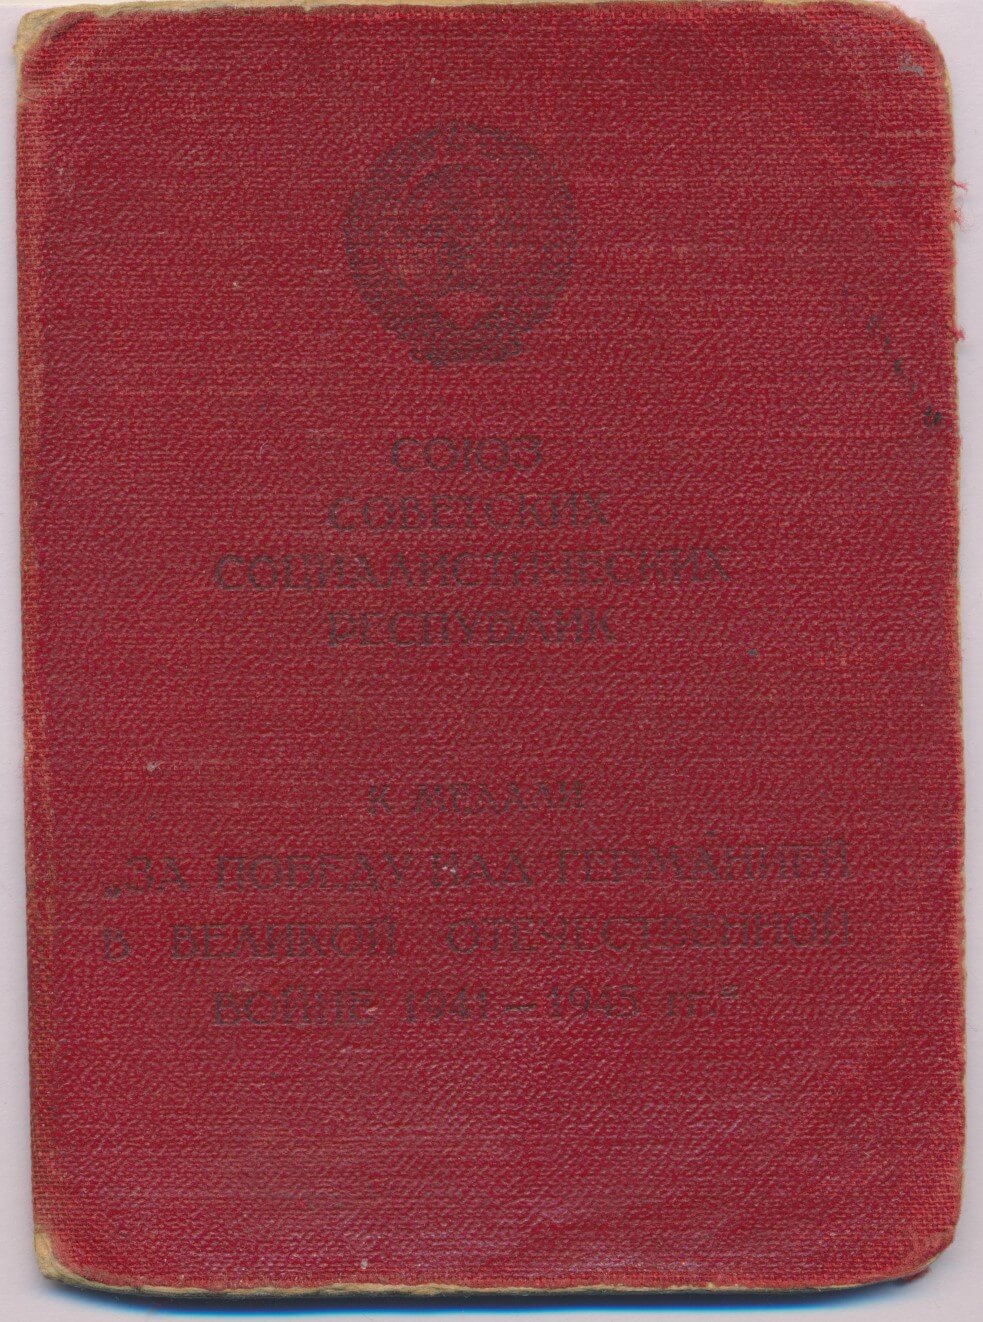 СОЮЗ
СОВЕТСКИХ
СОЦИАЛИСТИЧЕСКИХ
РЕСПУБЛИК
К МЕДАЛИ
„ЗА ПОБЕДУ НАД ГЕРМАНИЕЙ
В ВЕЛИКОЙ ОТЕЧЕСТВЕННОЙ
ВОЙНЕ 1941—1945 гг."